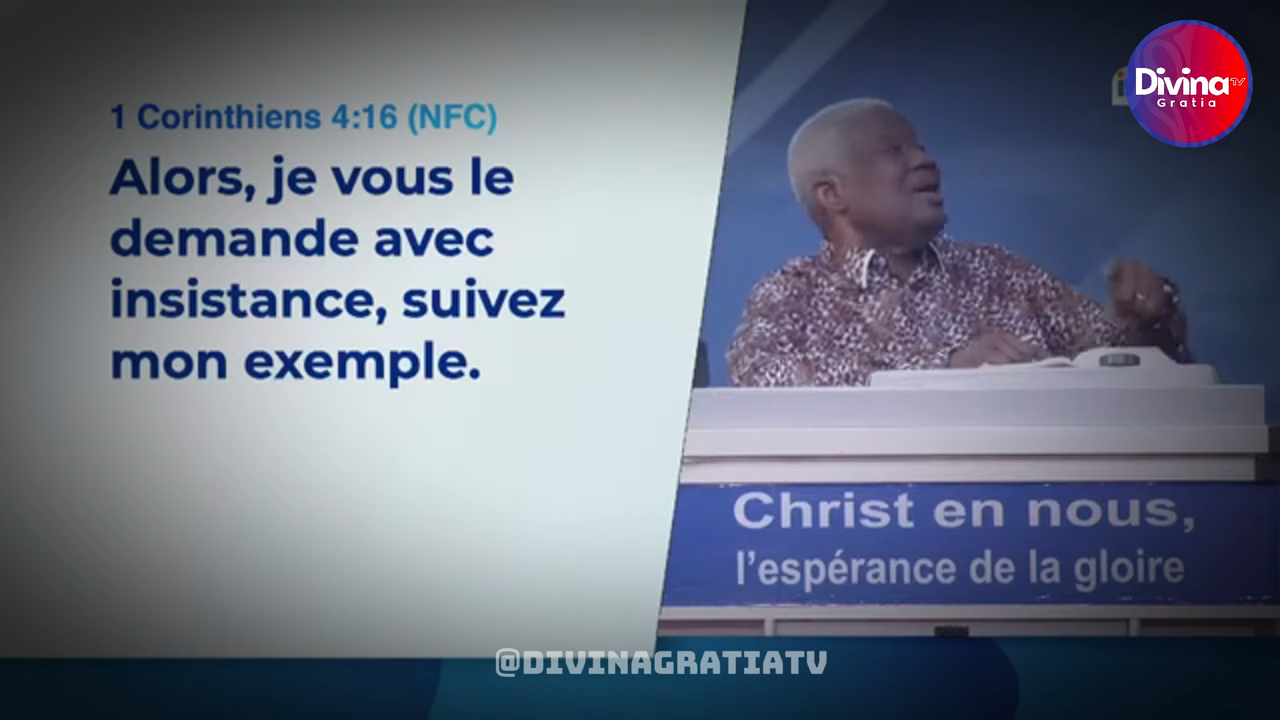 1 Corinthiens 4:16 (NFC)
Alors, je vous le
demande avec
insistance, suivez
mon exemple.
Divina TV
Gratia
Christ en nous,
l'espérance de la gloire
@DIVINAGRATIATV